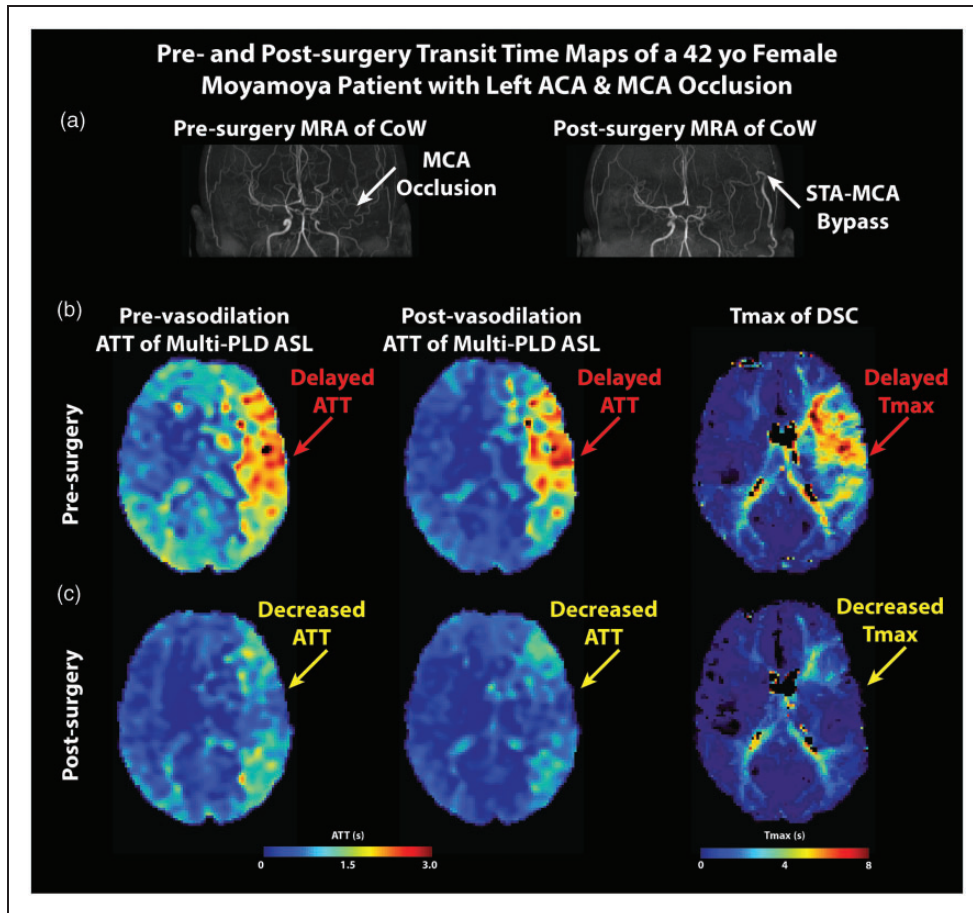 Pre- and Post-surgery Transit Time Maps of a 42 yo Female
Moyamoya Patient with Left ACA & MCA Occlusion
(a)
Pre-surgery MRA of CoW
Post-surgery MRA of CoW
MCA
Occlusion
STA-MCA
Bypass
(b)
Pre-vasodilation
ATT of Multi-PLD ASL
Post-vasodilation
ATT of Multi-PLD ASL
Tmax of DSC
Pre-surgery
Delayed
ATT
Delayed
ATT
Delayed
Tmax
(c)
Post-surgery
Decreased
ATT
Decreased
ATT
Decreased
Tmax
ATT (s)
0 1.5 3.0
Tmax (s)
0 4 8